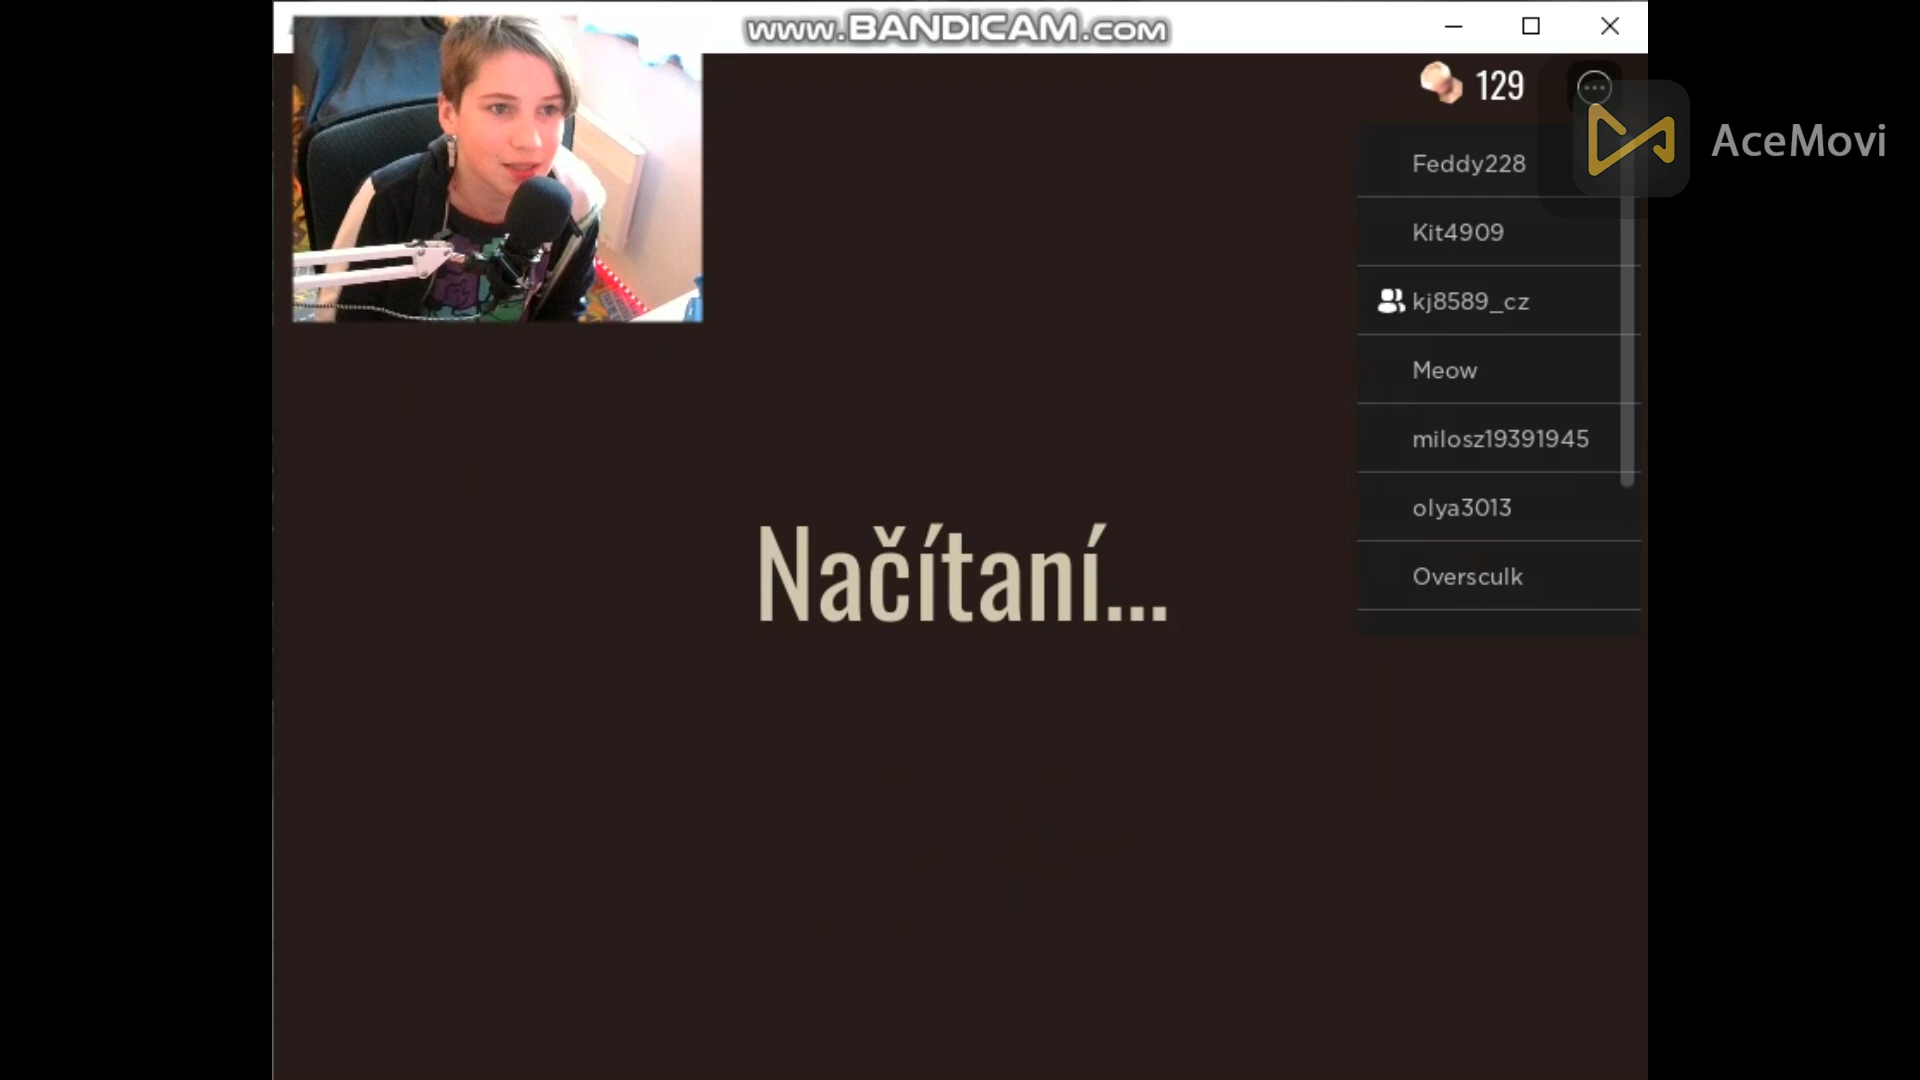 www.BANDICAM.com
129
AceMovi
Feddy228
Kit4909
kj8589_cz
Meow
milosz19391945
olya3013
Oversculk
Načítaní...